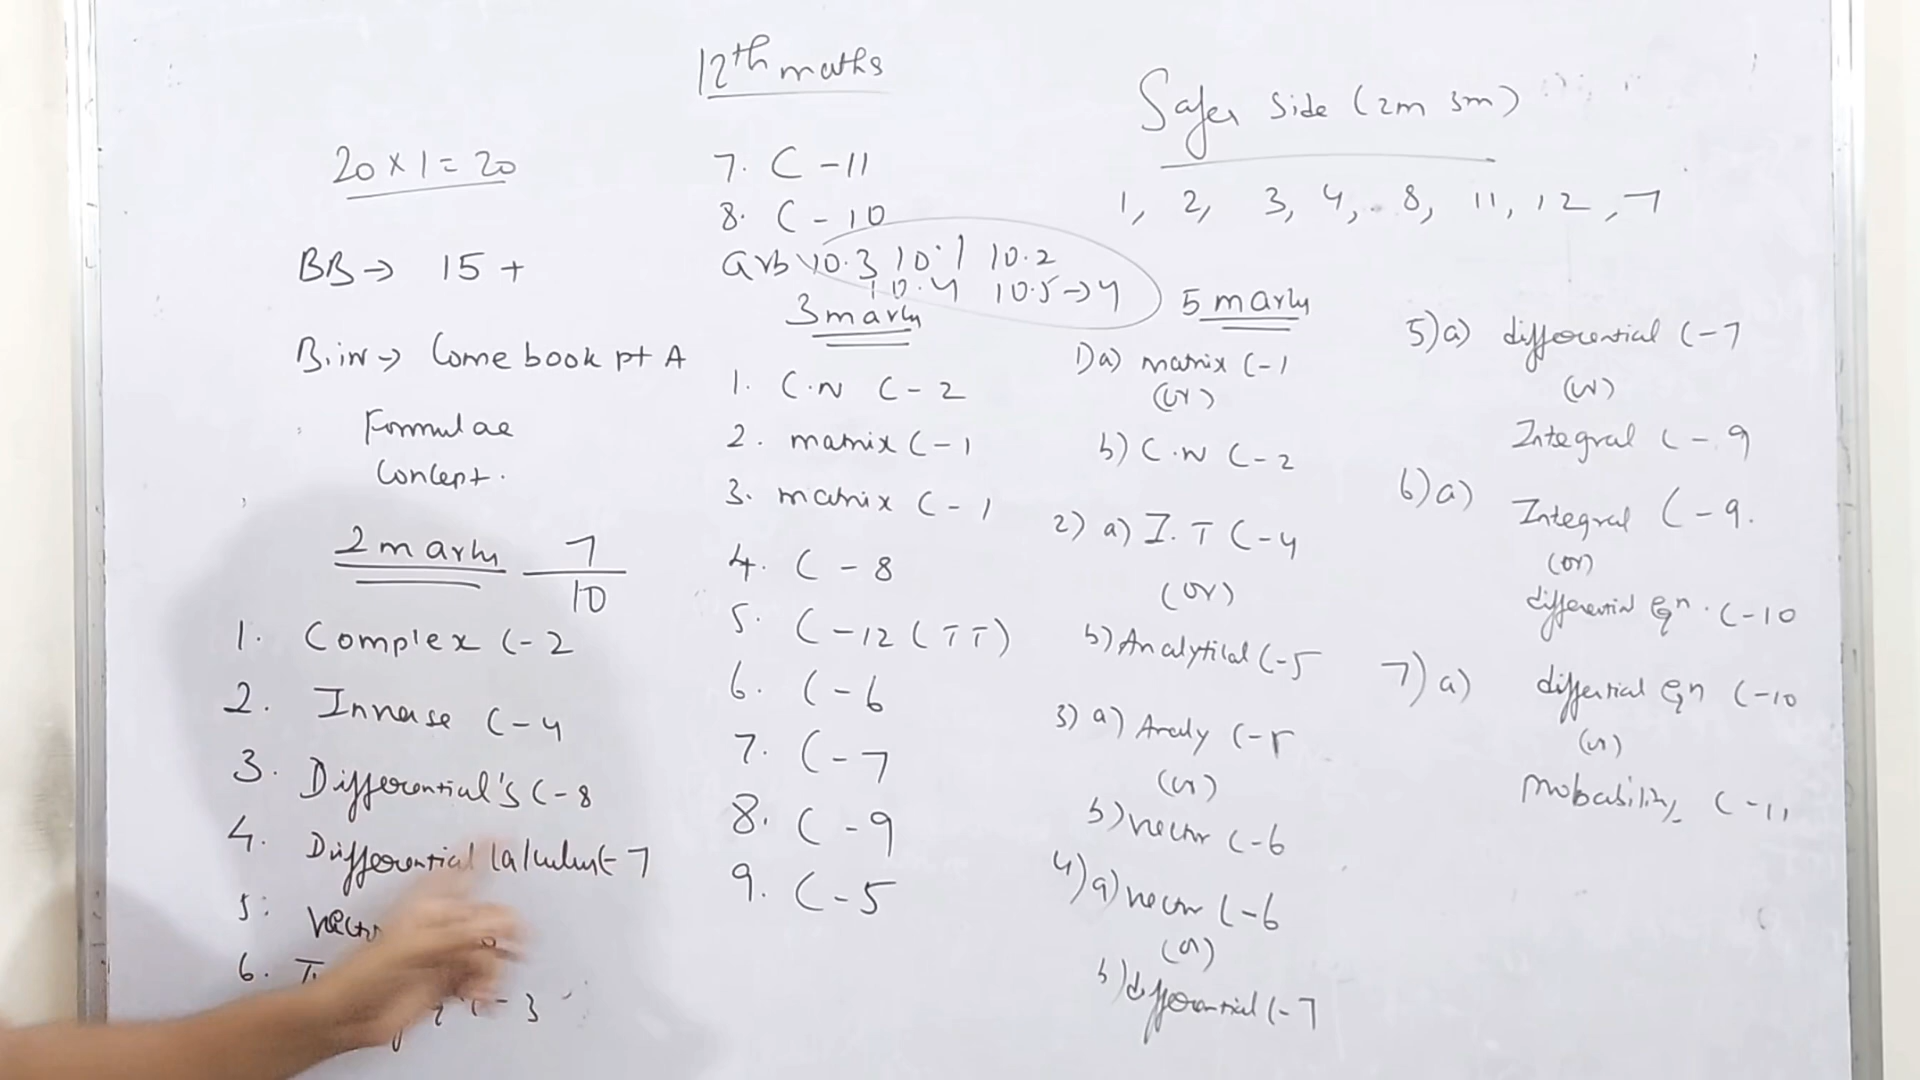 12th maths
20 x 1 = 20
BB → 15 +
B.in → Come book pt A
Formulae
Concept.
2 marks 7/10
1. Complex C-2
2. Inverse C-4
3. Differential's C-8
4. Differential Calculus C-7
5.
6.
C-3
7. C-11
8. C-10
10.3 10.1 10.2
10.4 10.5 → 4
3 marks
1. C.N C-2
2. matrix C-1
3. matrix C-1
4. C-8
5. C-12 (TT)
6. C-6
7. C-7
8. C-9
9. C-5
Safer side (2m 3m)
1, 2, 3, 4, 8, 11, 12, 7
5 marks
1) a) matrix C-1
(or)
b) C.N C-2
2) a) I.T C-4
(or)
b) Analytical C-5
3) a) Analy C-5
(or)
b) vector C-6
4) a) vector C-6
(or)
b) differential C-7
5) a) differential C-7
(or)
Integral C-9
6) a) Integral C-9.
(or)
differential Eqn. C-10
7) a) differential Eqn C-10
(or)
Probability C-11